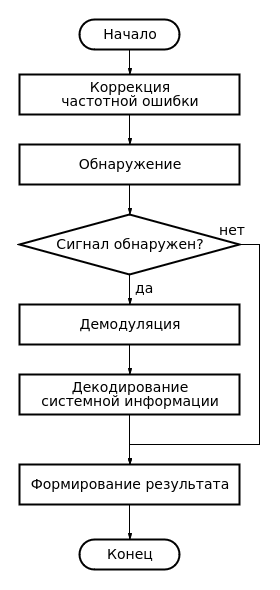 Начало
Коррекция
частотной ошибки
Обнаружение
Сигнал обнаружен?
нет
да
Демодуляция
Декодирование
системной информации
Формирование результата
Конец